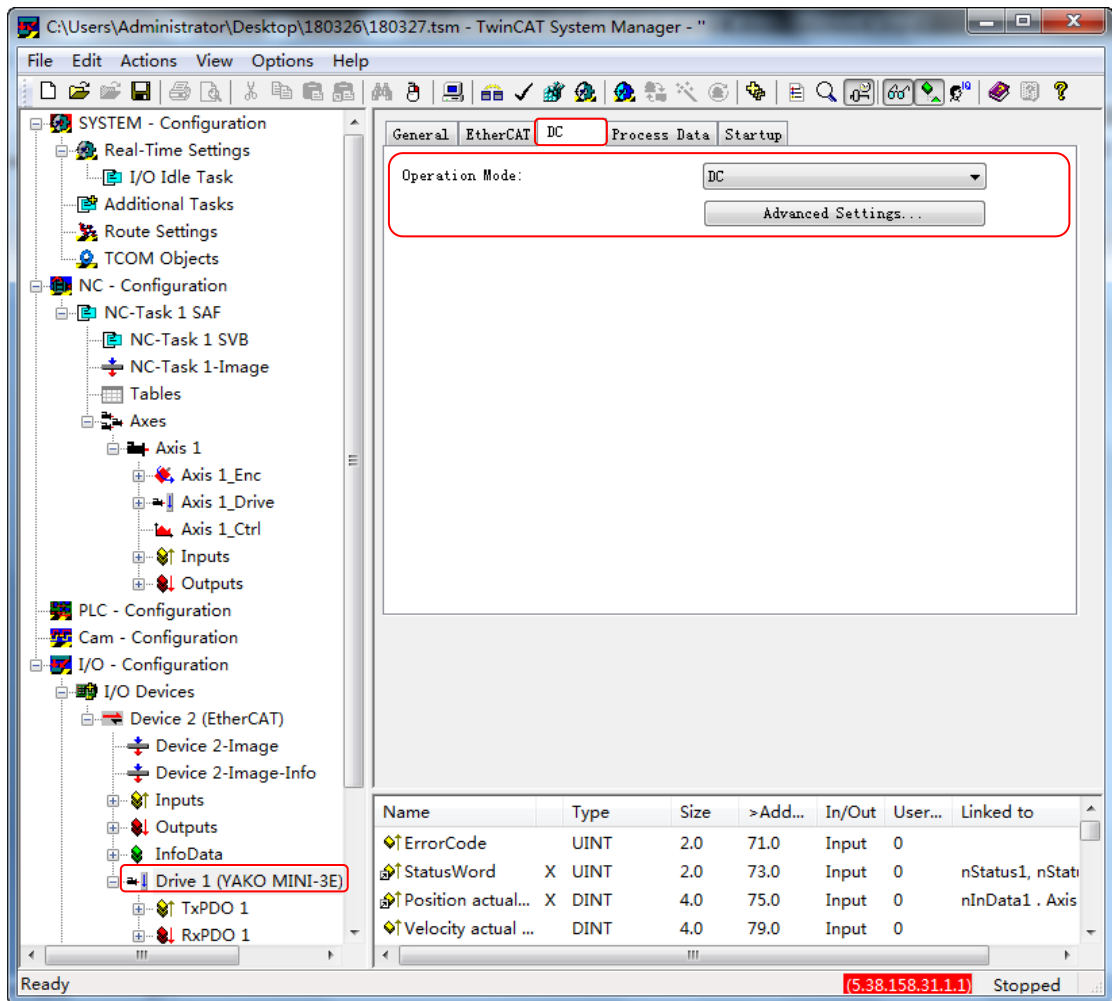 C:\Users\Administrator\Desktop\180326\180327.tsm - TwinCAT System Manager - ''
File Edit Actions View Options Help
SYSTEM - Configuration
Real-Time Settings
I/O Idle Task
Additional Tasks
Route Settings
TCOM Objects
NC - Configuration
NC-Task 1 SAF
NC-Task 1 SVB
NC-Task 1-Image
Tables
Axes
Axis 1
Axis 1_Enc
Axis 1_Drive
Axis 1_Ctrl
Inputs
Outputs
PLC - Configuration
Cam - Configuration
I/O - Configuration
I/O Devices
Device 2 (EtherCAT)
Device 2-Image
Device 2-Image-Info
Inputs
Outputs
InfoData
Drive 1 (YAKO MINI-3E)
TxPDO 1
RxPDO 1
General EtherCAT DC Process Data Startup
Operation Mode: DC
Advanced Settings...
Name Type Size >Add... In/Out User... Linked to
ErrorCode UINT 2.0 71.0 Input 0
StatusWord X UINT 2.0 73.0 Input 0 nStatus1, nStatu
Position actual... X DINT 4.0 75.0 Input 0 nInData1 . Axis
Velocity actual ... DINT 4.0 79.0 Input 0
Ready (5.38.158.31.1.1) Stopped